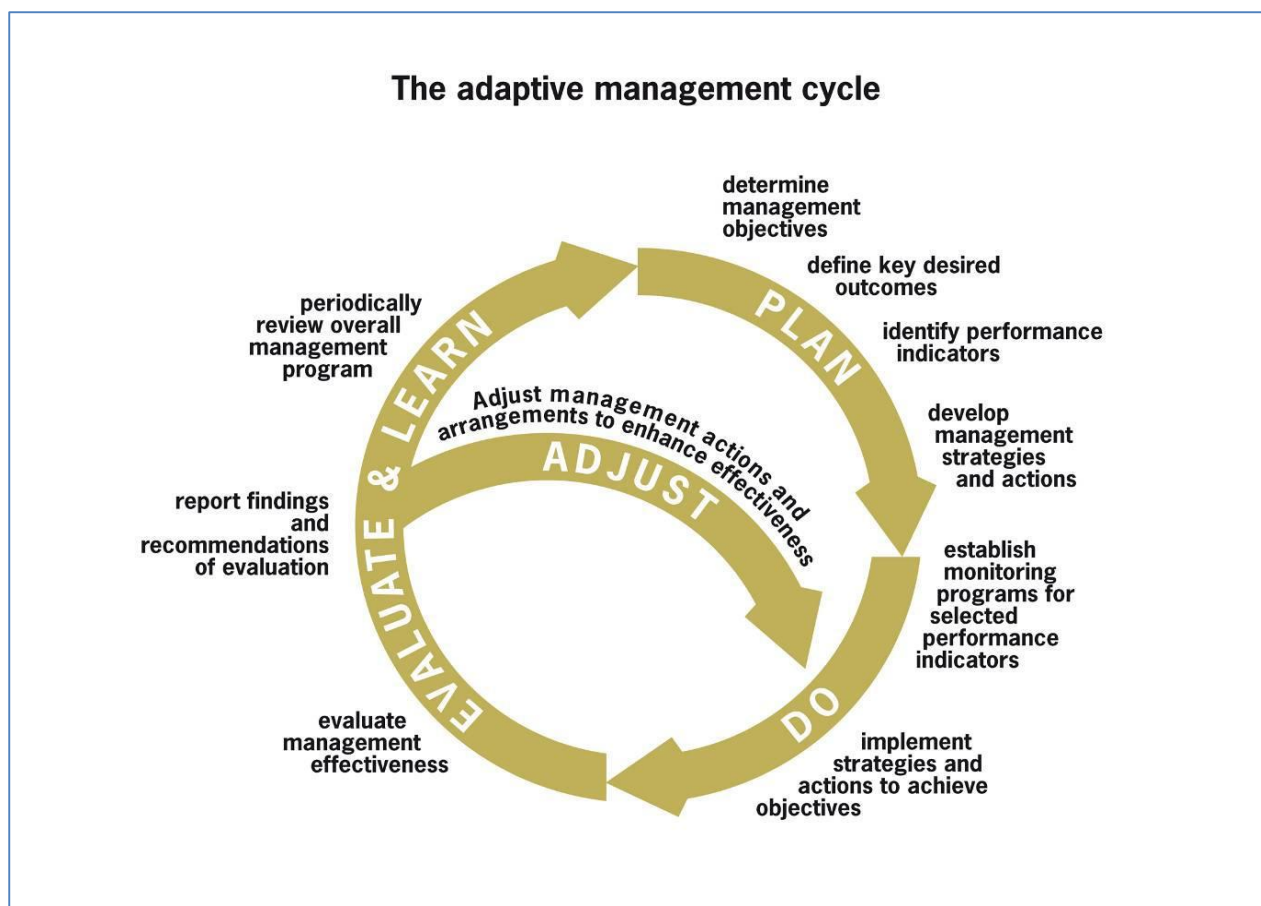 The adaptive management cycle
determine
management
objectives
define key desired
outcomes
identify performance
indicators
develop
management
strategies
and actions
PLAN
establish
monitoring
programs for
selected
performance
indicators
implement
strategies and
actions to achieve
objectives
DO
evaluate
management
effectiveness
report findings
and
recommendations
of evaluation
periodically
review overall
management
program
EVALUATE & LEARN
Adjust management actions and
arrangements to enhance effectiveness
ADJUST